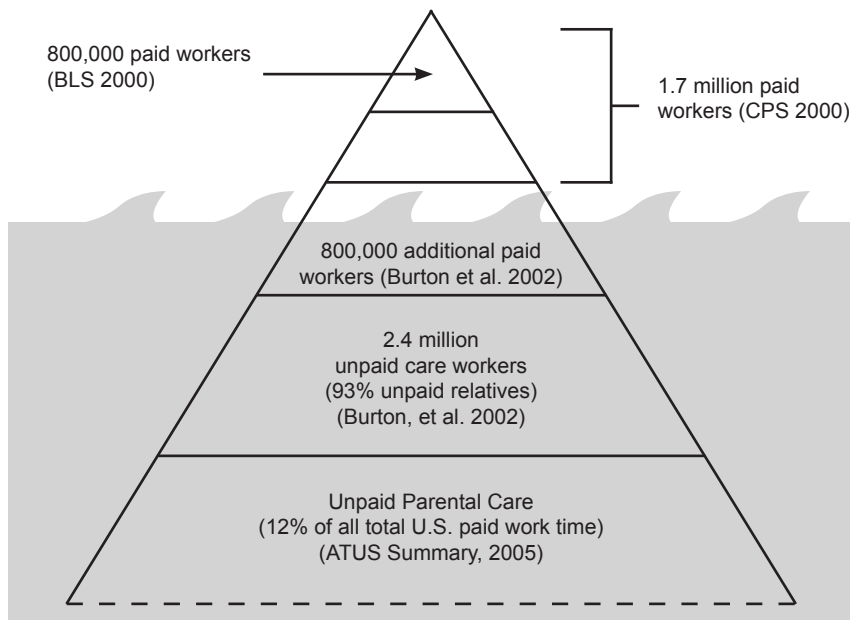 800,000 paid workers
(BLS 2000)
1.7 million paid
workers (CPS 2000)
800,000 additional paid
workers (Burton et al. 2002)
2.4 million
unpaid care workers
(93% unpaid relatives)
(Burton, et al. 2002)
Unpaid Parental Care
(12% of all total U.S. paid work time)
(ATUS Summary, 2005)